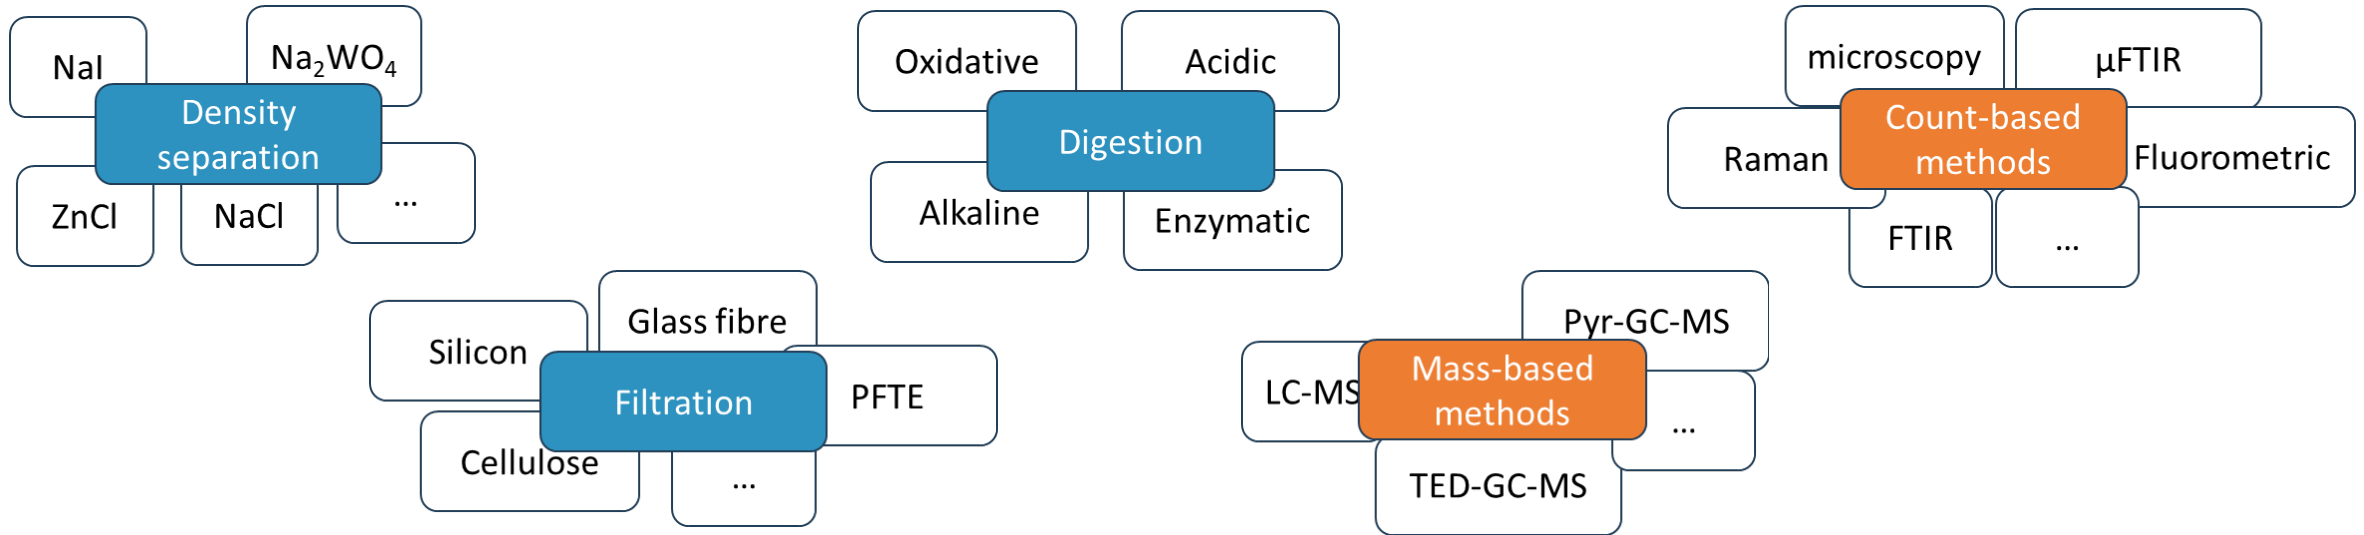 NaI
Na₂WO₄
Density
separation
ZnCl
NaCl
...
Oxidative
Acidic
Digestion
Alkaline
Enzymatic
microscopy
µFTIR
Raman
Count-based
methods
Fluorometric
FTIR
...
Silicon
Glass fibre
Filtration
PFTE
Cellulose
...
LC-MS
Pyr-GC-MS
Mass-based
methods
...
TED-GC-MS